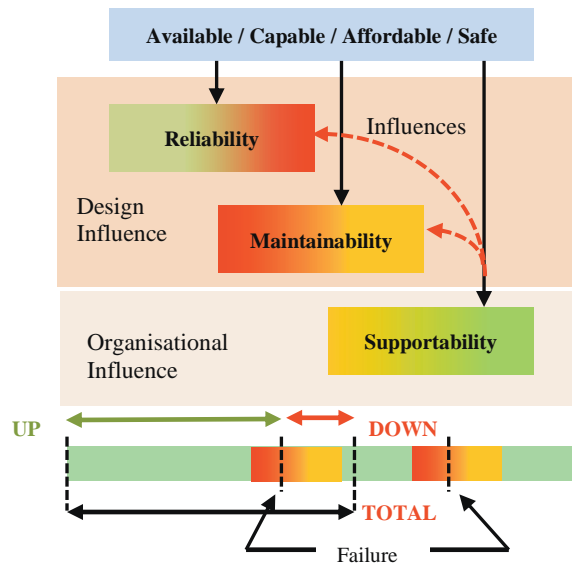 Available / Capable / Affordable / Safe
Influences
Reliability
Design
Influence
Maintainability
Organisational
Influence
Supportability
UP
DOWN
TOTAL
Failure